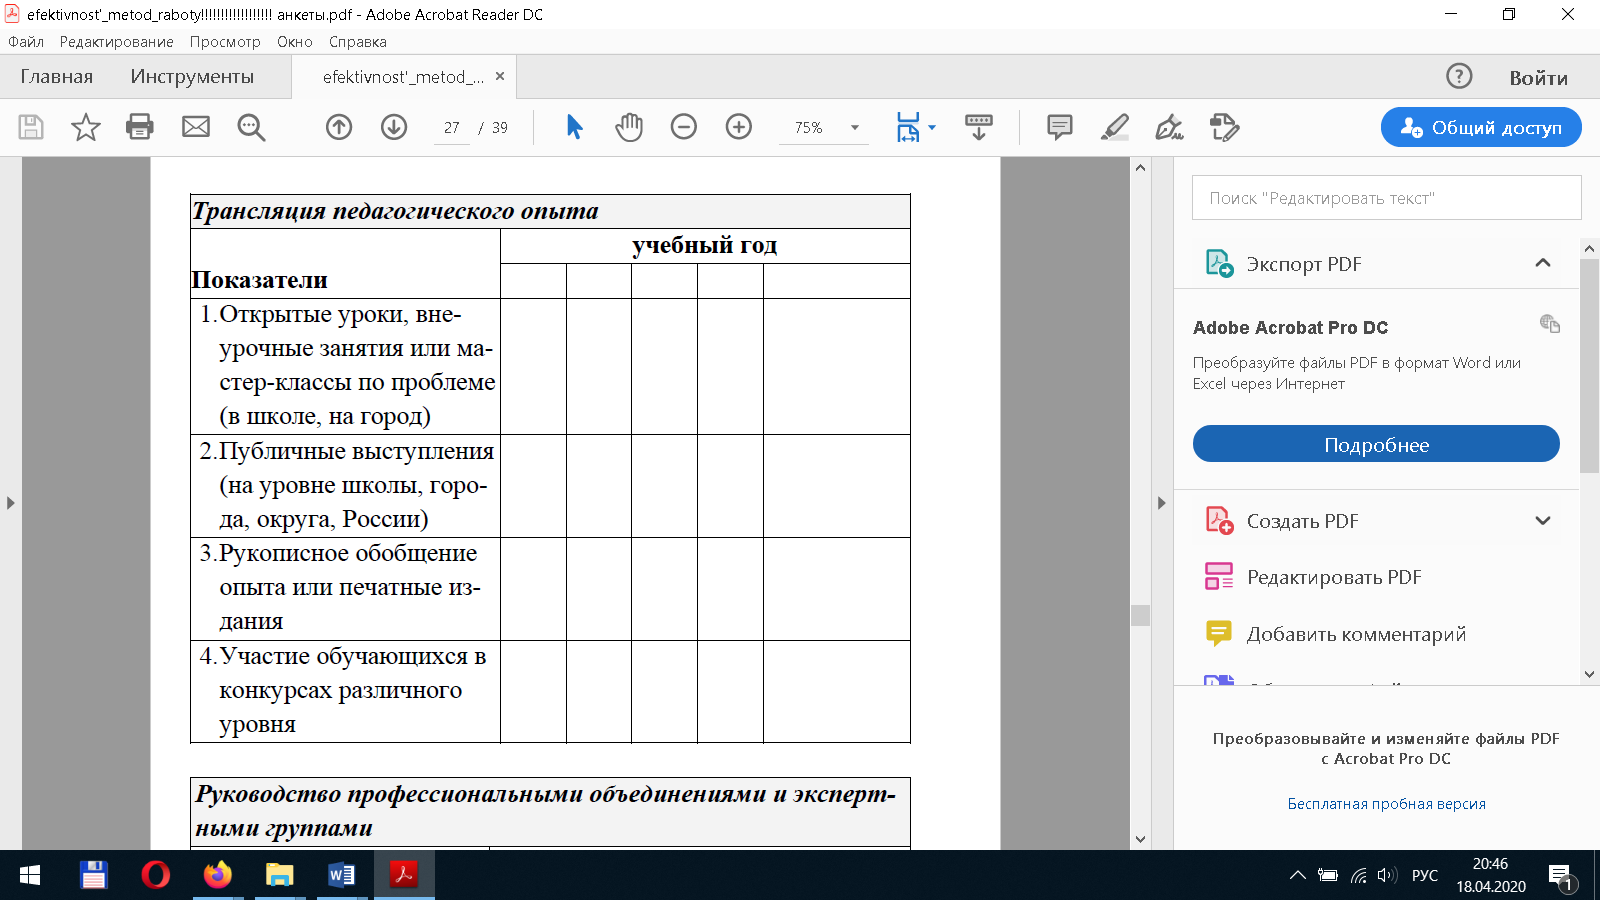 efektivnost'_metod_raboty!!!!!!!!!!!!!!!!!! анкеты.pdf - Adobe Acrobat Reader DC
Файл Редактирование Просмотр Окно Справка
Главная Инструменты efektivnost'_metod_... × ? Войти
27 / 39 75% Общий доступ
Трансляция педагогического опыта
Показатели
учебный год
1.Открытые уроки, вне-
урочные занятия или ма-
стер-классы по проблеме
(в школе, на город)
2.Публичные выступления
(на уровне школы, горо-
да, округа, России)
3.Рукописное обобщение
опыта или печатные из-
дания
4.Участие обучающихся в
конкурсах различного
уровня
Руководство профессиональными объединениями и эксперт-
ными группами
Поиск "Редактировать текст"
Экспорт PDF
Adobe Acrobat Pro DC
Преобразуйте файлы PDF в формат Word или
Excel через Интернет
Подробнее
Создать PDF
Редактировать PDF
Добавить комментарий
Преобразовывайте и изменяйте файлы PDF
с Acrobat Pro DC
Бесплатная пробная версия
РУС
20:46
18.04.2020
1